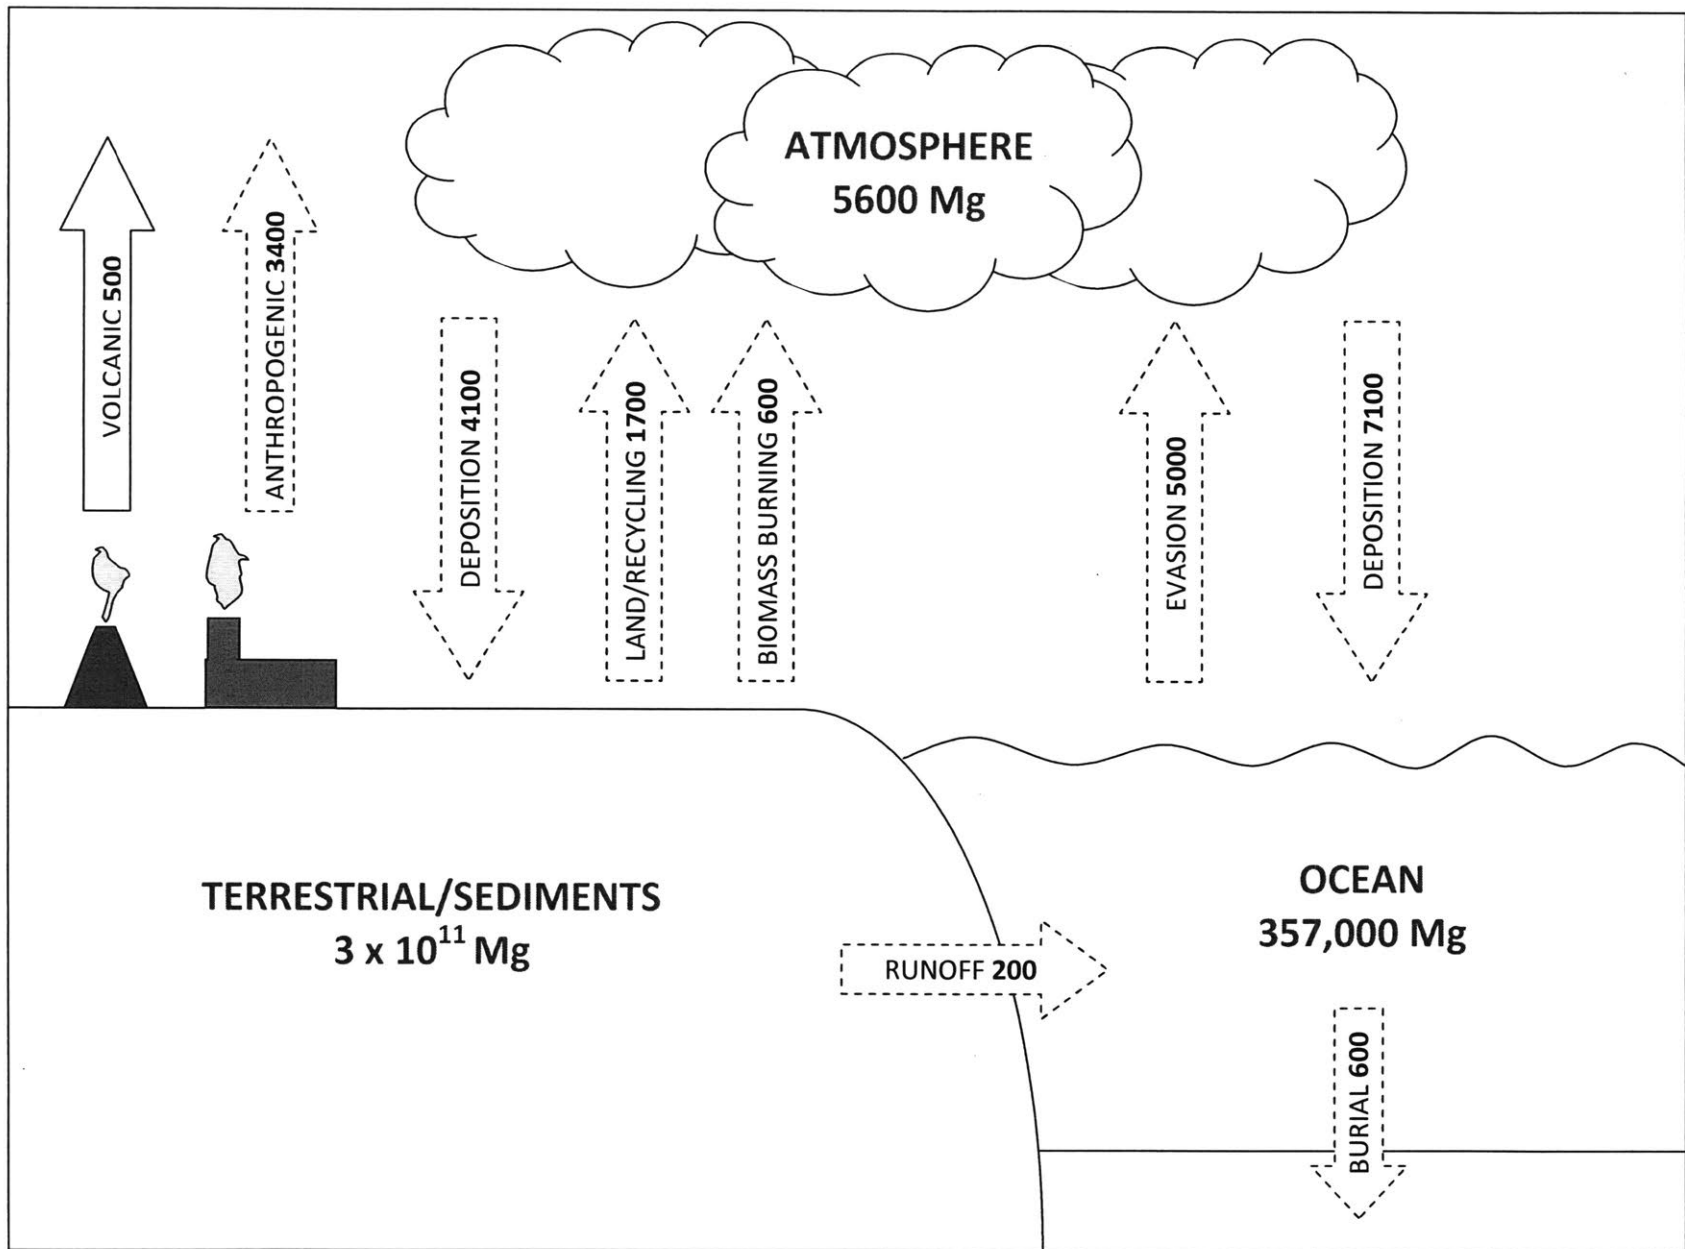 ATMOSPHERE
5600 Mg
VOLCANIC 500
ANTHROPOGENIC 3400
DEPOSITION 4100
LAND/RECYCLING 1700
BIOMASS BURNING 600
EVASION 5000
DEPOSITION 7100
TERRESTRIAL/SEDIMENTS
3 x 10¹¹ Mg
RUNOFF 200
OCEAN
357,000 Mg
BURIAL 600